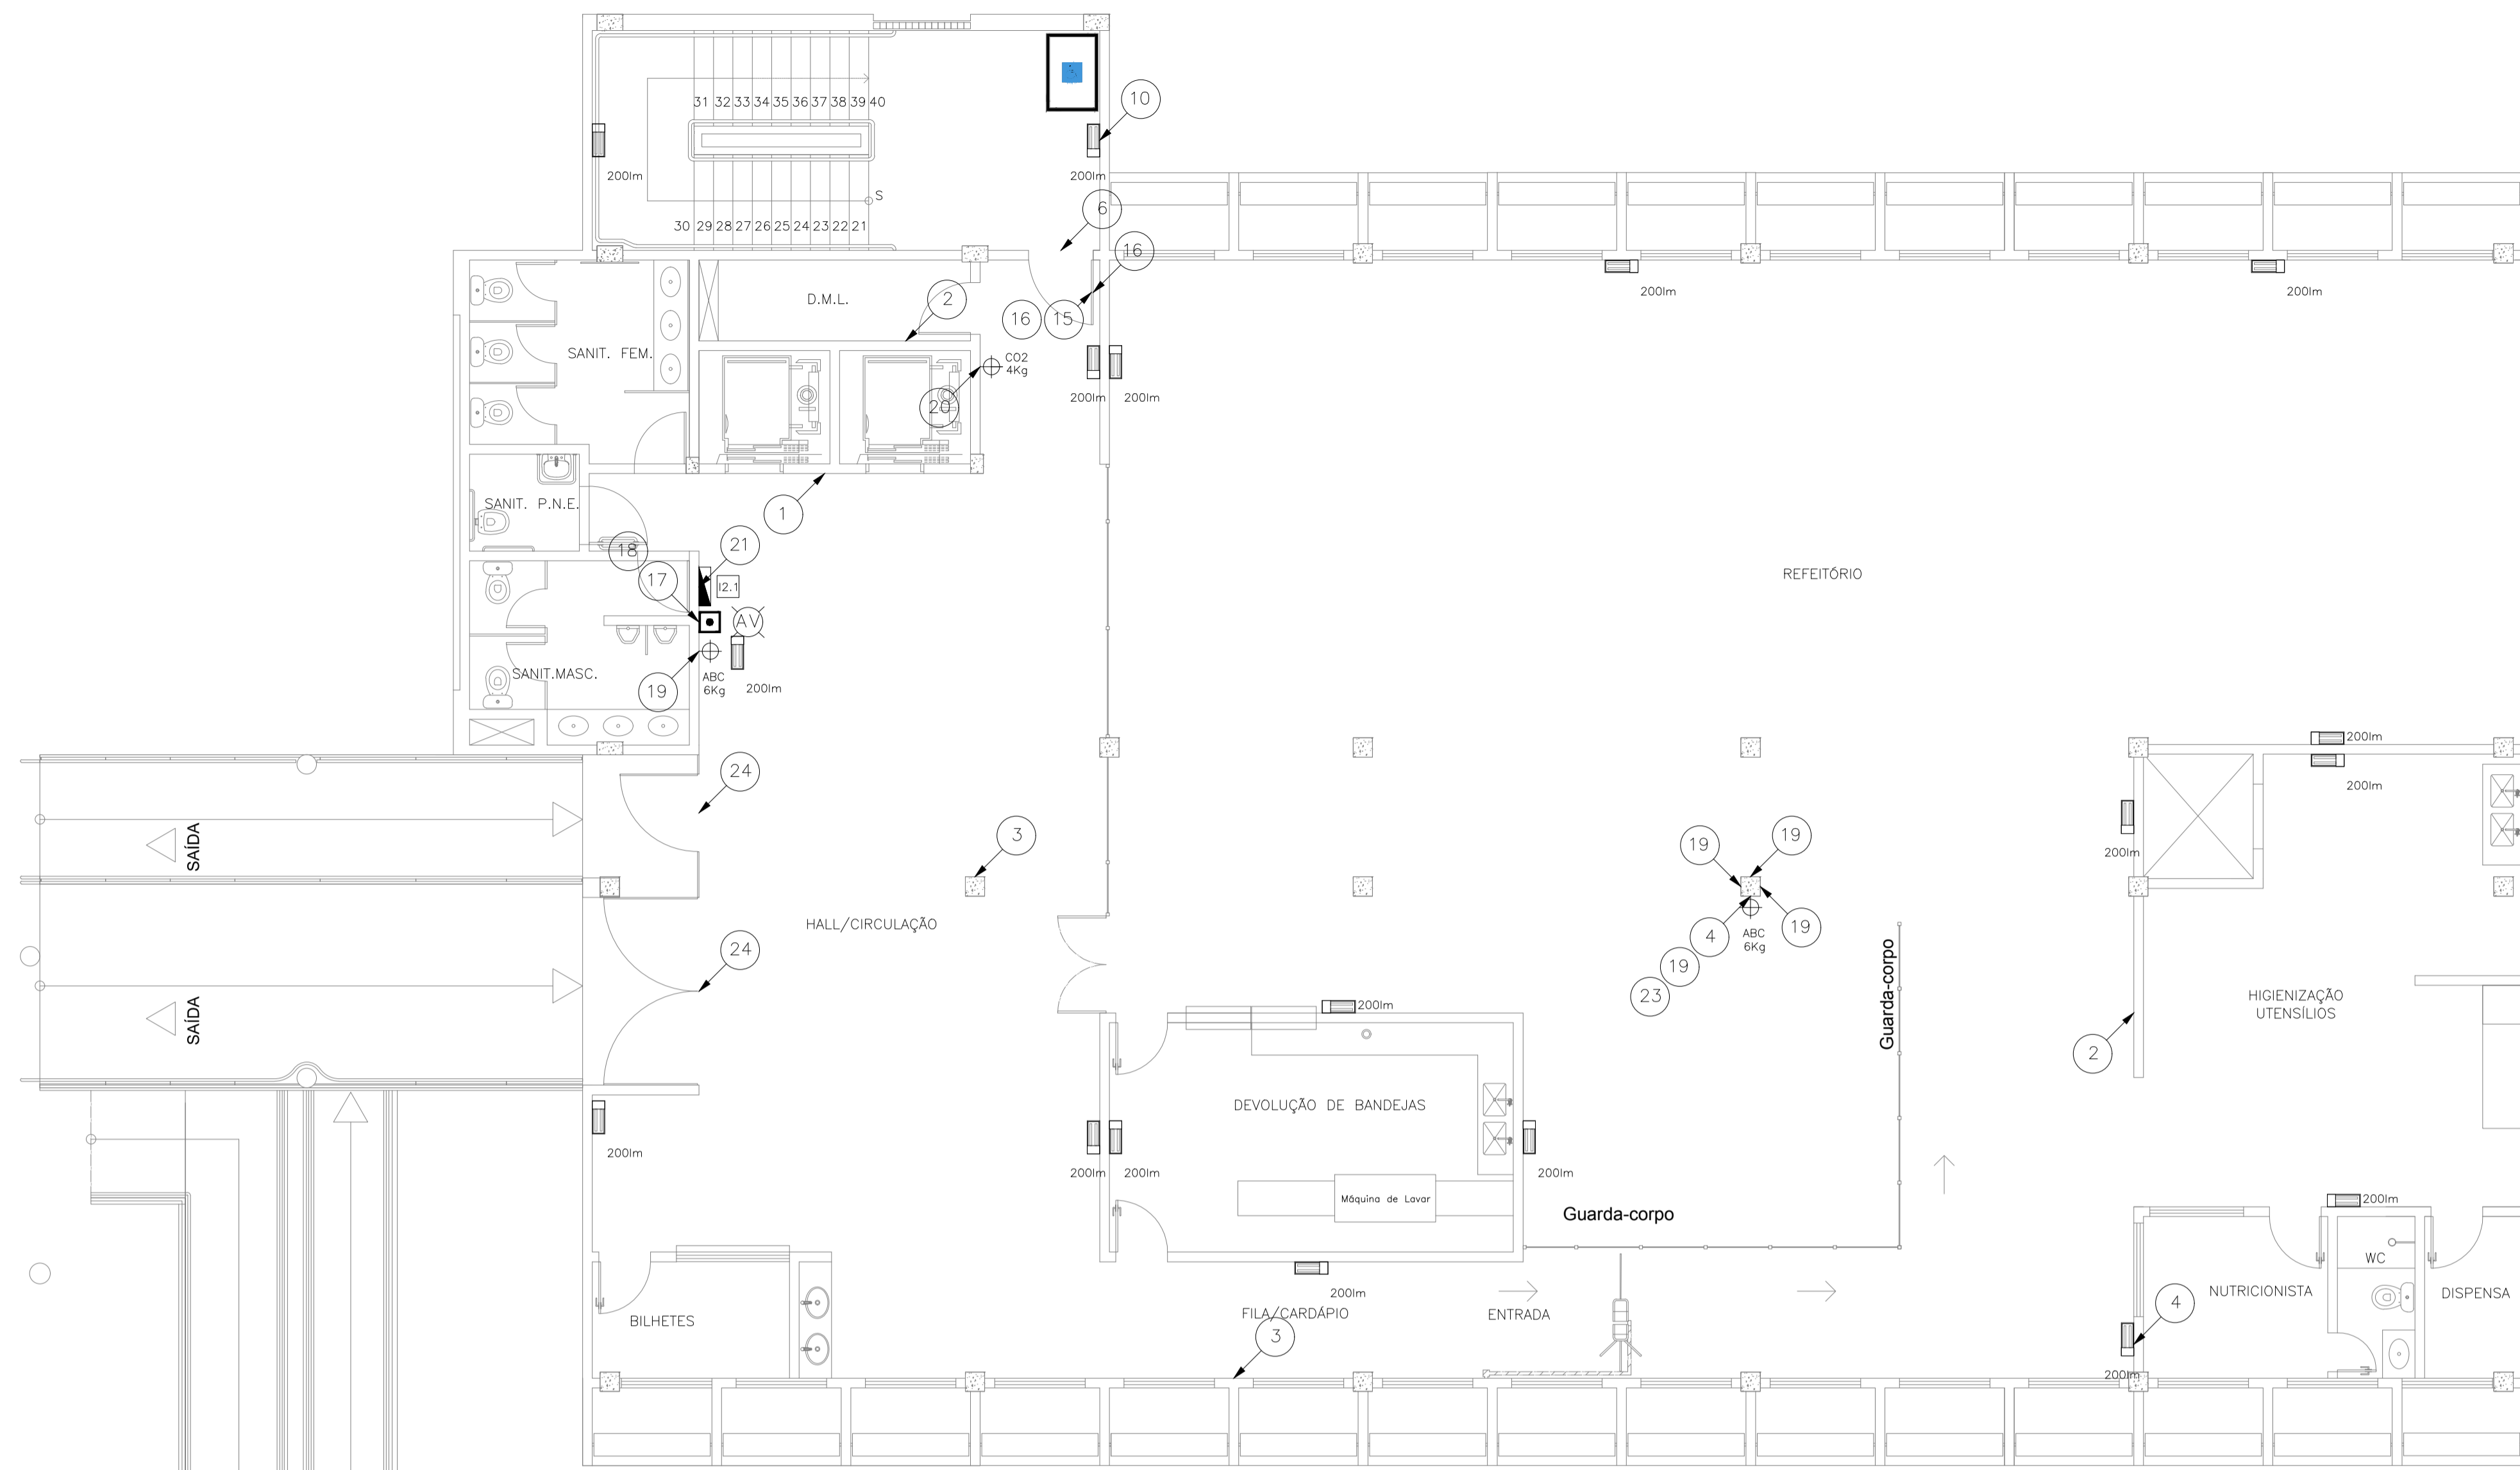 10
31 32 33 34 35 36 37 38 39 40
200lm
200lm
S
6
30 29 28 27 26 25 24 23 22 21
16
200lm
200lm
D.M.L.
2
16
15
SANIT. FEM.
CO2
4Kg
200lm
200lm
20
SANIT. P.N.E.
1
18
21
17
I2.1
AV
REFEITÓRIO
SANIT.MASC.
19
ABC
6Kg
200lm
200lm
24
200lm
SAÍDA
3
19
19
200lm
HALL/CIRCULAÇÃO
24
4
ABC
6Kg
19
19
23
Guarda-corpo
HIGIENIZAÇÃO
UTENSÍLIOS
SAÍDA
200lm
2
DEVOLUÇÃO DE BANDEJAS
200lm
200lm
200lm
200lm
Máquina de Lavar
200lm
Guarda-corpo
WC
200lm
NUTRICIONISTA
DISPENSA
4
FILA/CARDÁPIO
ENTRADA
BILHETES
3
200lm